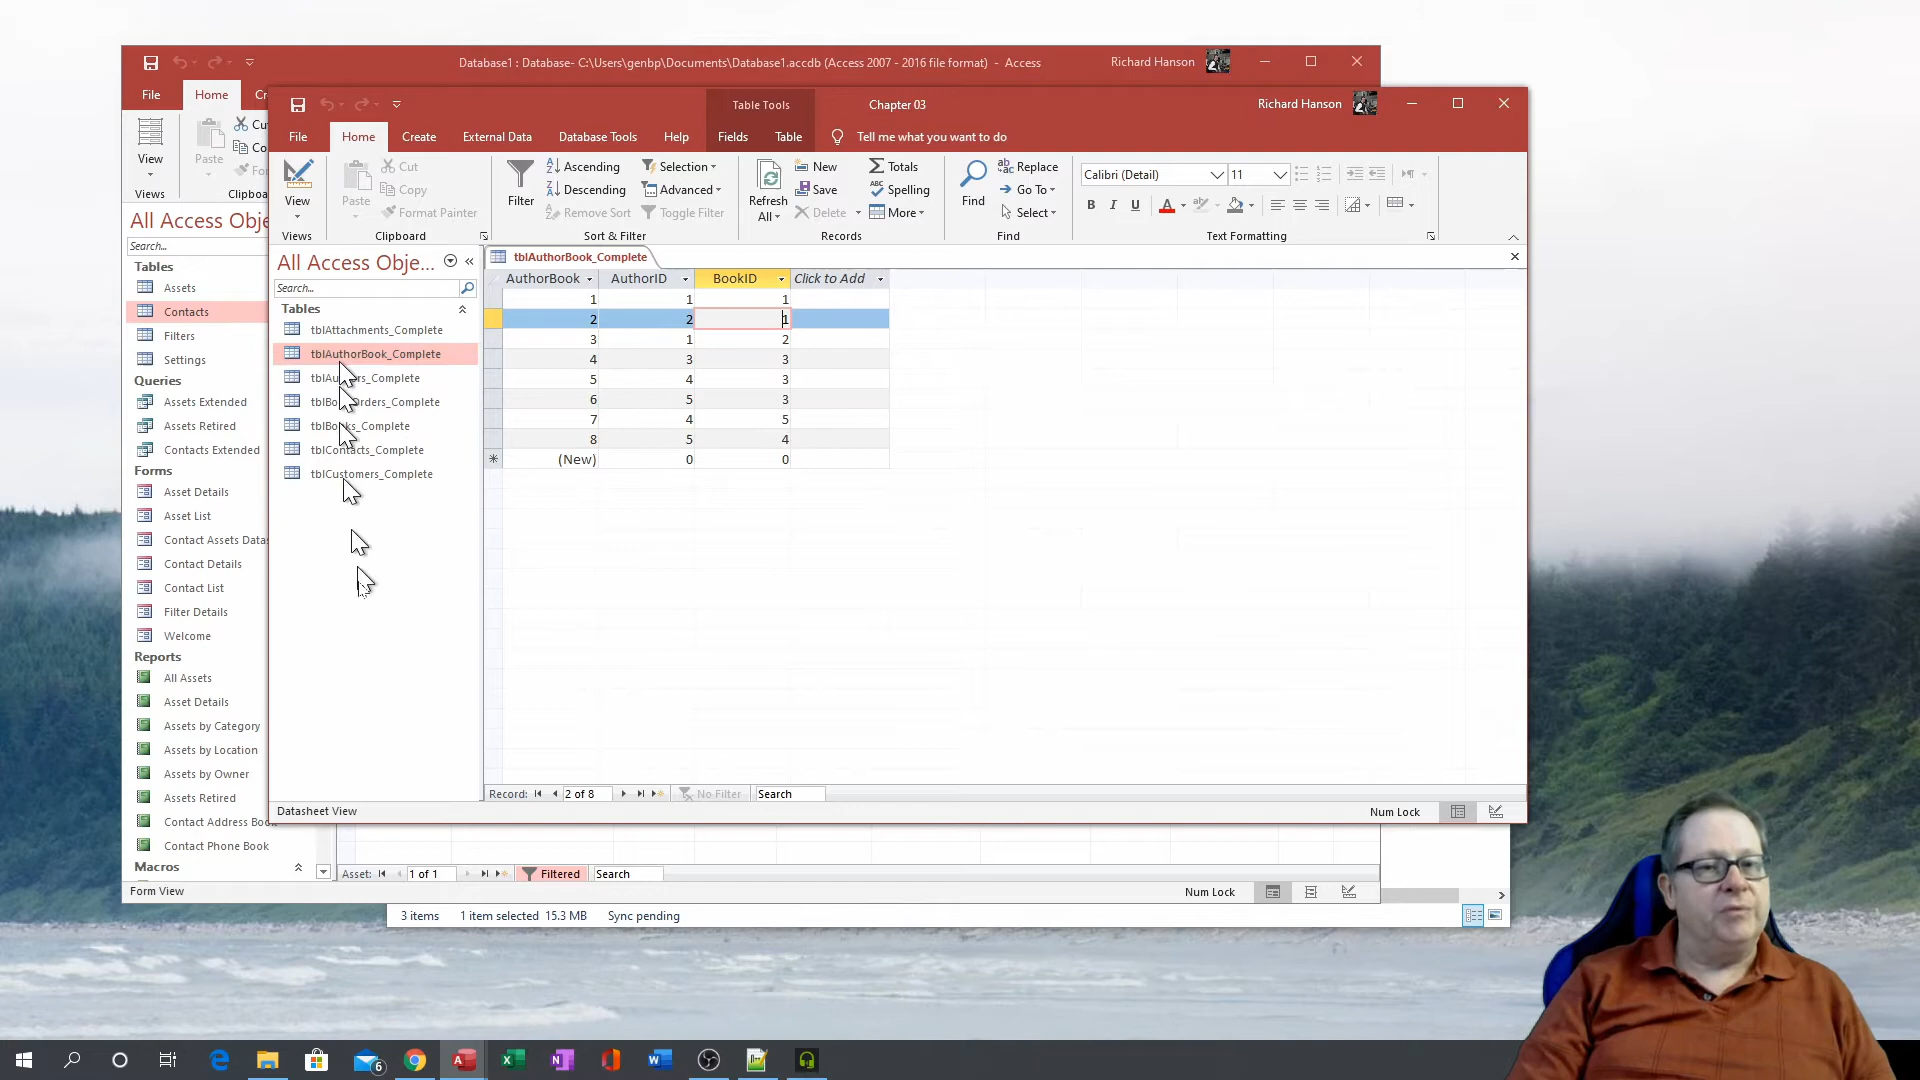 Database1 : Database- C:\Users\genbp\Documents\Database1.accdb (Access 2007 - 2016 file format) - Access
Richard Hanson
File
Home
View
Paste
Views
All Access
Search...
Tables
Assets
Contacts
Filters
Settings
Queries
Assets Extended
Assets Retired
Contacts Extended
Forms
Asset Details
Asset List
Contact Assets
Contact Details
Contact List
Filter Details
Welcome
Reports
All Assets
Asset Details
Assets by Category
Assets by Location
Assets by Owner
Assets Retired
Contact Address
Contact Phone Book
Macros
Form View
Table Tools
Chapter 03
Richard Hanson
File Home Create External Data Database Tools Help Fields Table Tell me what you want to do
View
Views
Paste
Cut
Copy
Format Painter
Clipboard
Filter
Ascending
Descending
Remove Sort
Selection
Advanced
Toggle Filter
Sort & Filter
Refresh
All
New
Save
Delete
Totals
Spelling
More
Records
Find
Replace
Go To
Select
Find
Calibri (Detail) 11
B I U
Text Formatting
All Access Obje...
Search...
Tables
tblAttachments_Complete
tblAuthorBook_Complete
tblContacts_Complete
tblCustomers_Complete
tblAuthorBook_Complete
AuthorBook AuthorID BookID Click to Add
1 1 1
2 2 1
3 1 2
4 3 3
5 4 3
6 5 3
7 4 5
8 5 4
(New) 0 0
Record: 2 of 8 No Filter Search
Datasheet View
Num Lock
Asset: 1 of 1 Filtered Search
Num Lock
3 items 1 item selected 15.3 MB Sync pending
6